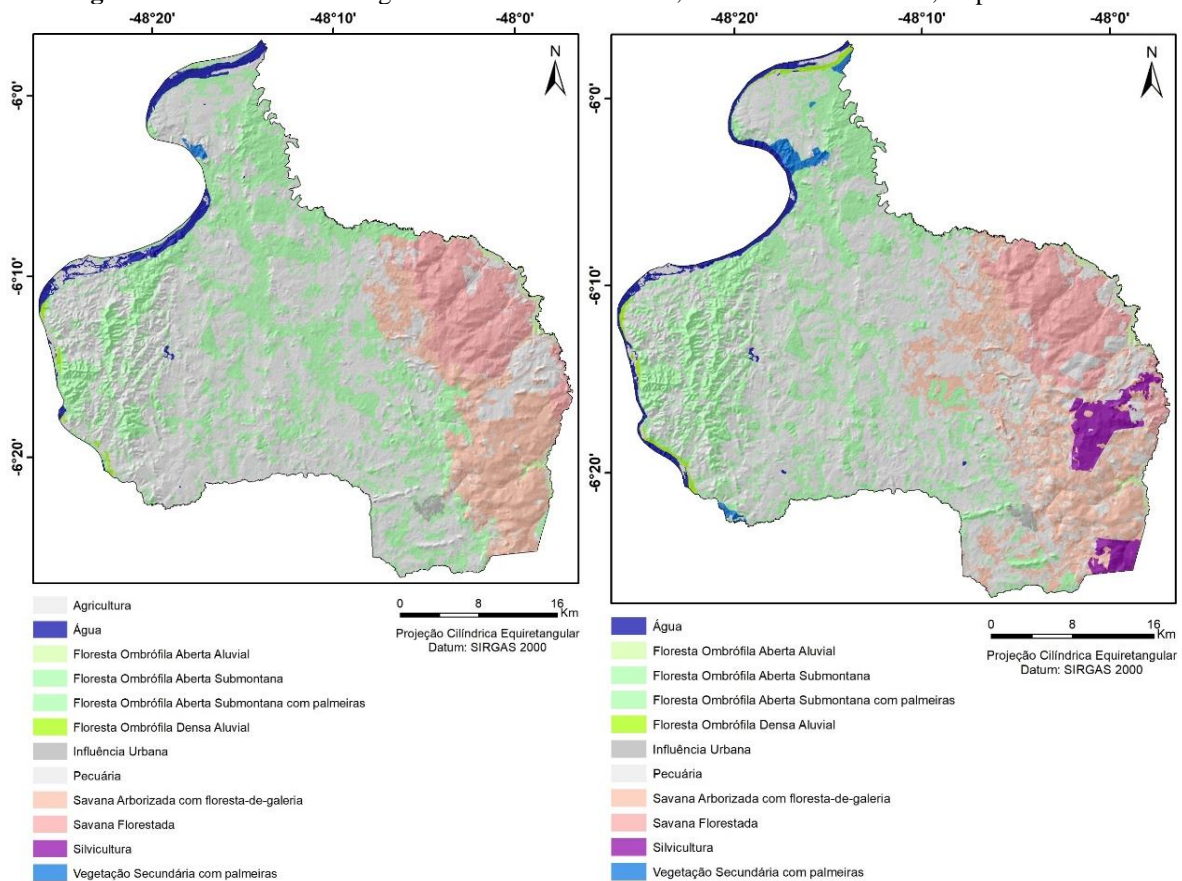 -48°20'
-48°10'
-48°0'
N
-6°0'
-6°10'
-6°20'
Agricultura
Água
Floresta Ombrófila Aberta Aluvial
Floresta Ombrófila Aberta Submontana
Floresta Ombrófila Aberta Submontana com palmeiras
Floresta Ombrófila Densa Aluvial
Influência Urbana
Pecuária
Savana Arborizada com floresta-de-galeria
Savana Florestada
Silvicultura
Vegetação Secundária com palmeiras
0 8 16
Km
Projeção Cilíndrica Equiretangular
Datum: SIRGAS 2000
-48°20'
-48°10'
-48°0'
N
-6°0'
-6°10'
-6°20'
Água
Floresta Ombrófila Aberta Aluvial
Floresta Ombrófila Aberta Submontana
Floresta Ombrófila Aberta Submontana com palmeiras
Floresta Ombrófila Densa Aluvial
Influência Urbana
Pecuária
Savana Arborizada com floresta-de-galeria
Savana Florestada
Silvicultura
Vegetação Secundária com palmeiras
0 8 16
Km
Projeção Cilíndrica Equiretangular
Datum: SIRGAS 2000